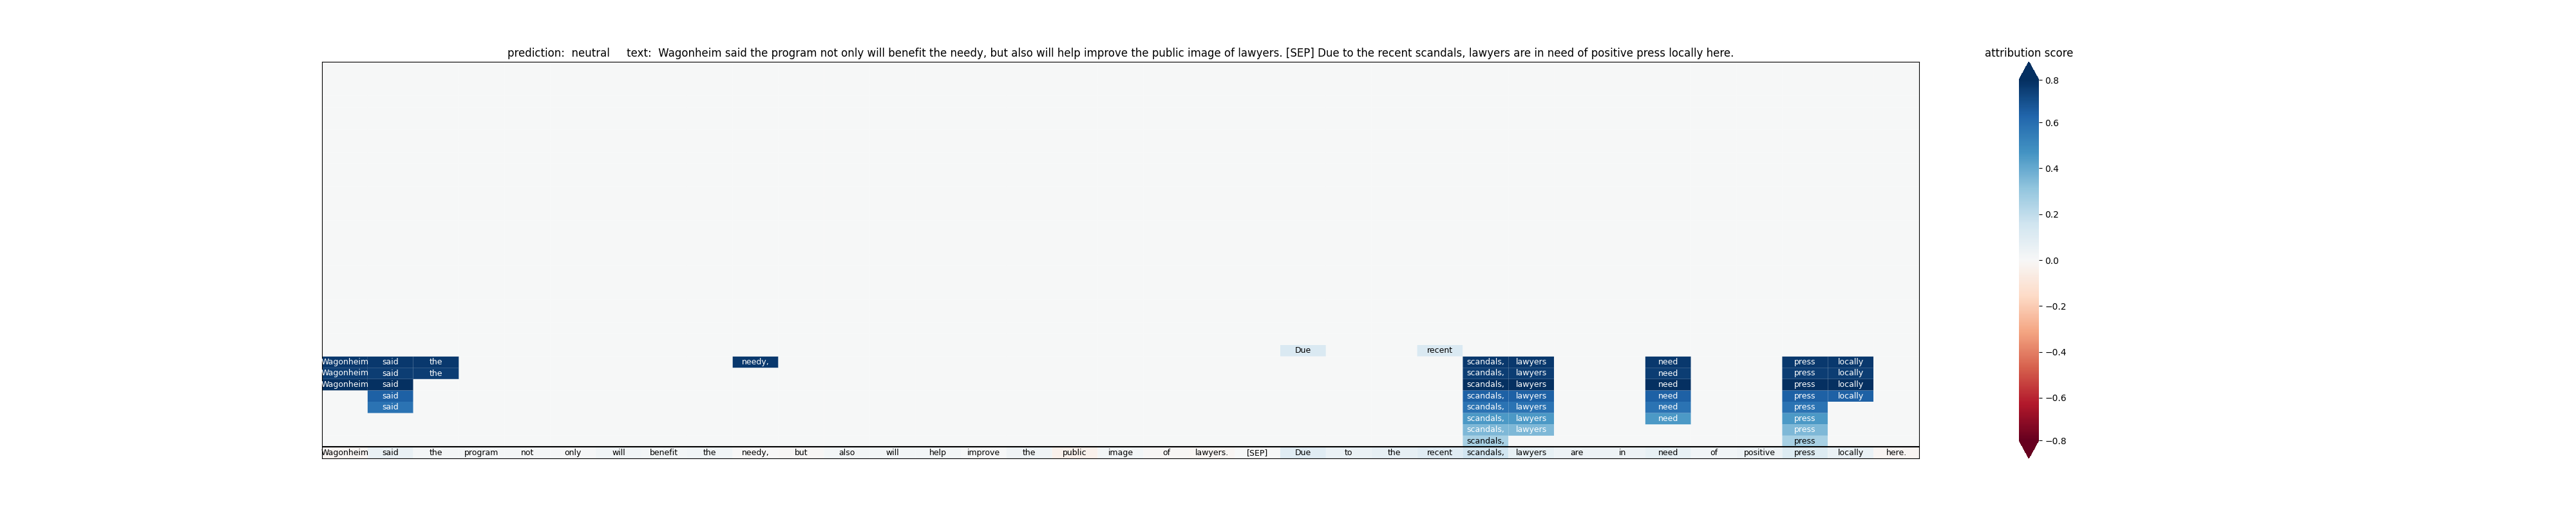 prediction:  neutral     text:  Wagonheim said the program not only will benefit the needy, but also will help improve the public image of lawyers. [SEP] Due to the recent scandals, lawyers are in need of positive press locally here.
attribution score
0.8
0.6
0.4
0.2
0.0
−0.2
−0.4
−0.6
−0.8
Due recent
Wagonheim said the needy, scandals, lawyers need press locally
Wagonheim said the scandals, lawyers need press locally
Wagonheim said scandals, lawyers need press locally
said scandals, lawyers need press locally
said scandals, lawyers need press
scandals, lawyers need press
scandals, lawyers press
scandals, press
Wagonheim said the program not only will benefit the needy, but also will help improve the public image of lawyers. [SEP] Due to the recent scandals, lawyers are in need of positive press locally here.